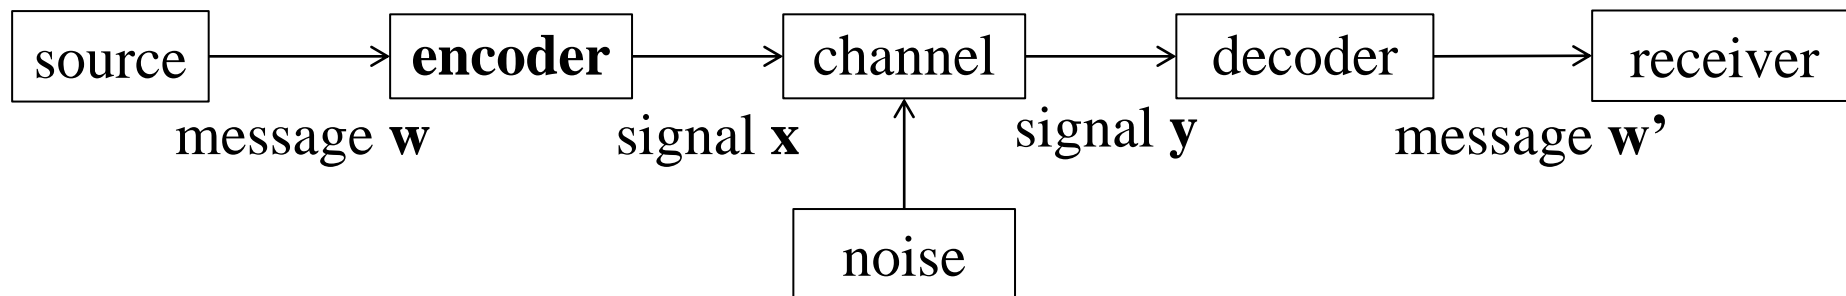 source encoder channel decoder receiver
message w signal x signal y message w’
noise